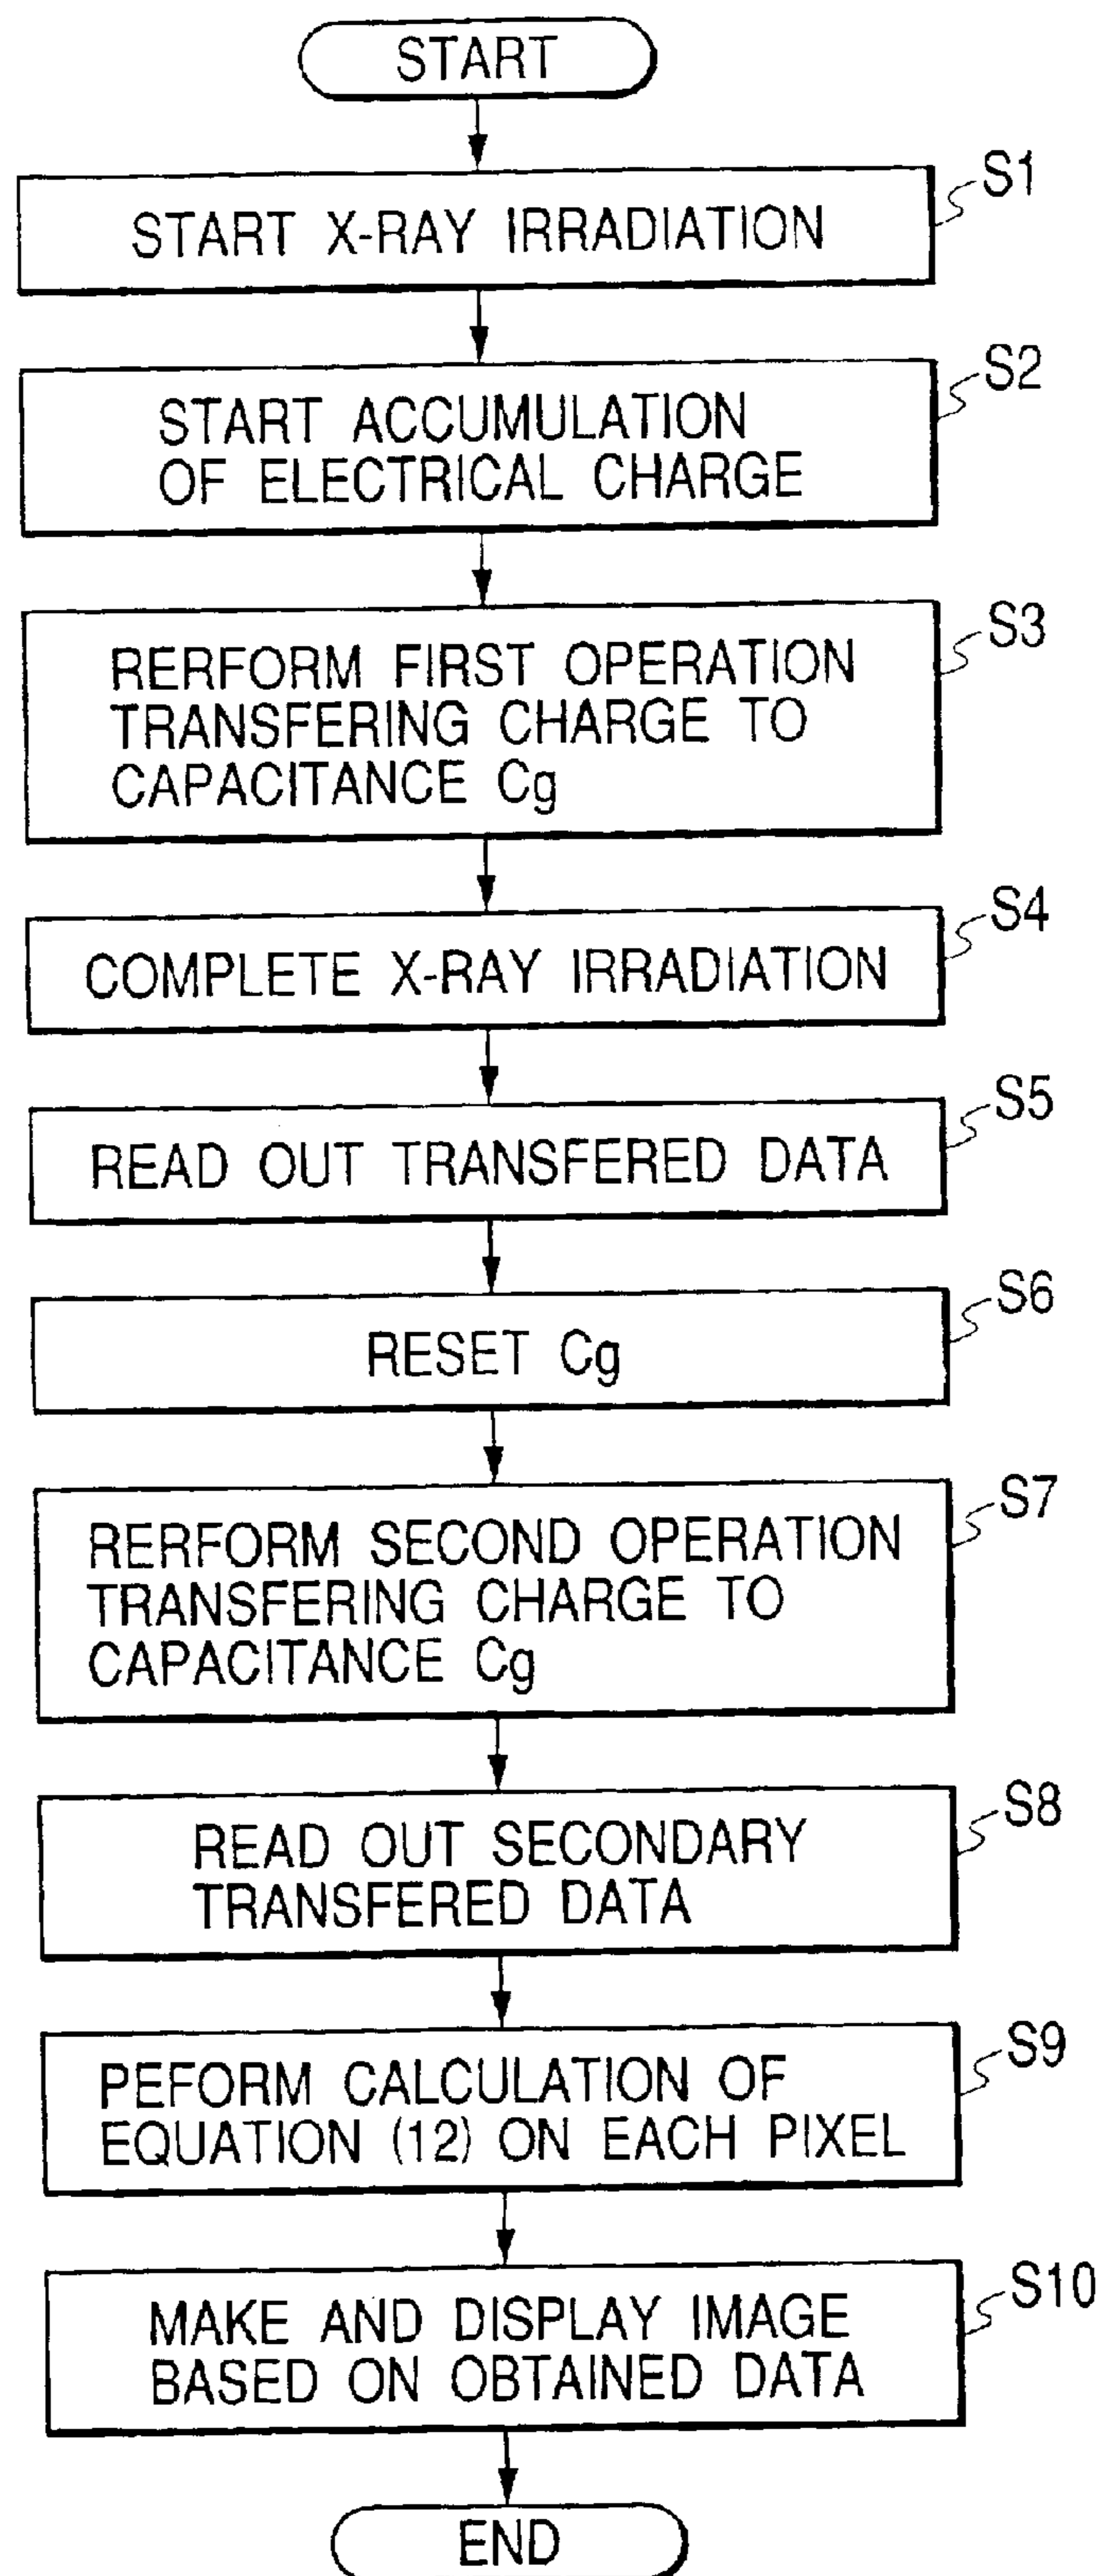 START
START X-RAY IRRADIATION
S1
START ACCUMULATION
OF ELECTRICAL CHARGE
S2
RERFORM FIRST OPERATION
TRANSFERING CHARGE TO
CAPACITANCE Cg
S3
COMPLETE X-RAY IRRADIATION
S4
READ OUT TRANSFERED DATA
S5
RESET Cg
S6
RERFORM SECOND OPERATION
TRANSFERING CHARGE TO
CAPACITANCE Cg
S7
READ OUT SECONDARY
TRANSFERED DATA
S8
PEFORM CALCULATION OF
EQUATION (12) ON EACH PIXEL
S9
MAKE AND DISPLAY IMAGE
BASED ON OBTAINED DATA
S10
END